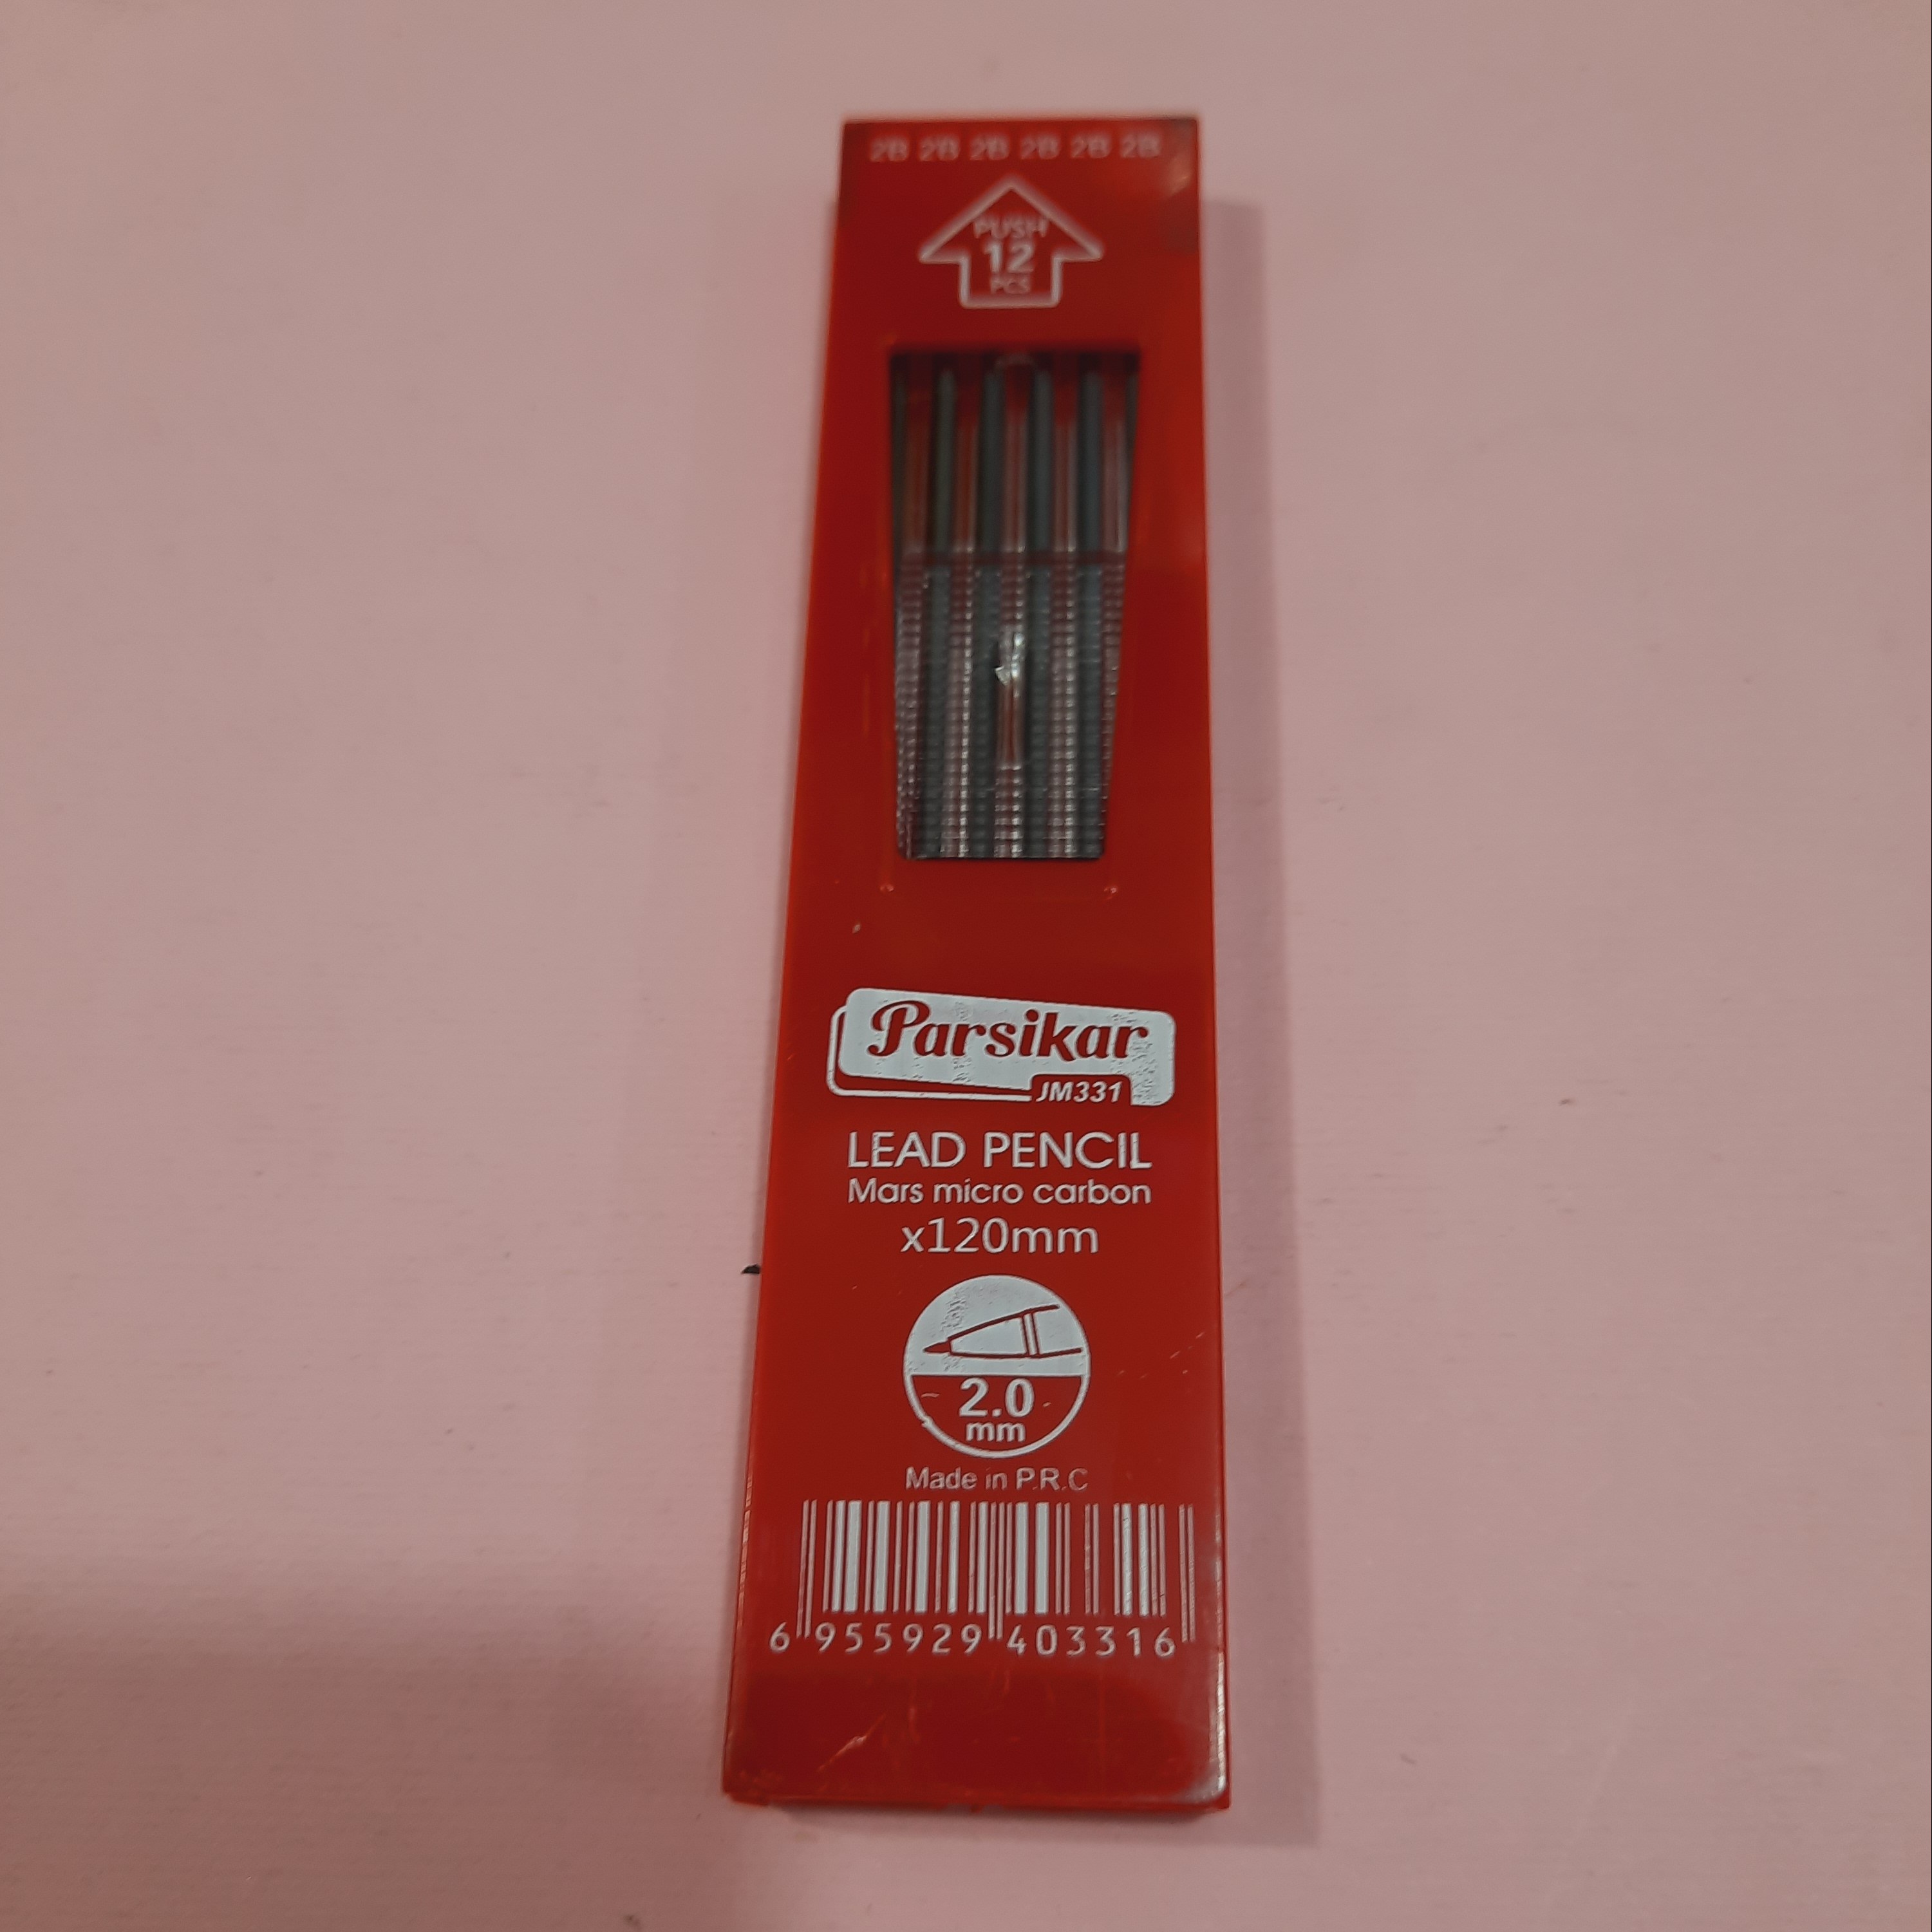 2B 2B 2B 2B 2B 2B
PUSH
12
PCS
Parsikar
JM331
LEAD PENCIL
Mars micro carbon
x120mm
2.0
mm
Made in P.R.C
6 955929 403316